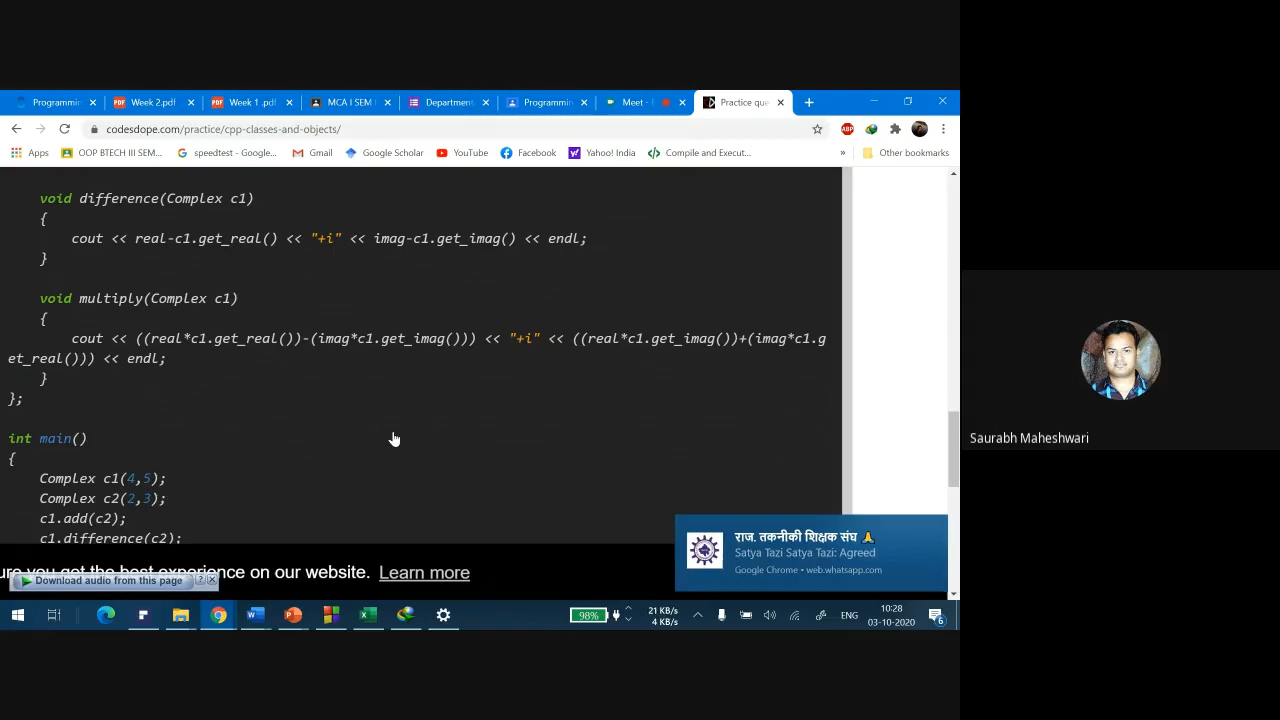 Programmin
Week 2.pdf
Week 1 .pdf
MCA I SEM
Department
Programmin
Meet -
Practice que
codesdope.com/practice/cpp-classes-and-objects/
ABP
Apps
OOP BTECH III SEM...
speedtest - Google...
Gmail
Google Scholar
YouTube
Facebook
Yahoo! India
Compile and Execut...
»
Other bookmarks
void difference(Complex c1)
{
cout << real-c1.get_real() << "+i" << imag-c1.get_imag() << endl;
}
void multiply(Complex c1)
{
cout << ((real*c1.get_real())-(imag*c1.get_imag())) << "+i" << ((real*c1.get_imag())+(imag*c1.g
et_real())) << endl;
}
};
int main()
{
Complex c1(4,5);
Complex c2(2,3);
c1.add(c2);
c1.difference(c2);
राज. तकनीकी शिक्षक संघ 🙏
Satya Tazi Satya Tazi: Agreed
Google Chrome • web.whatsapp.com
ure you get the best experience on our website. Learn more
Download audio from this page ? X
98%
21 KB/s
4 KB/s
ENG
10:28
03-10-2020
6
Saurabh Maheshwari